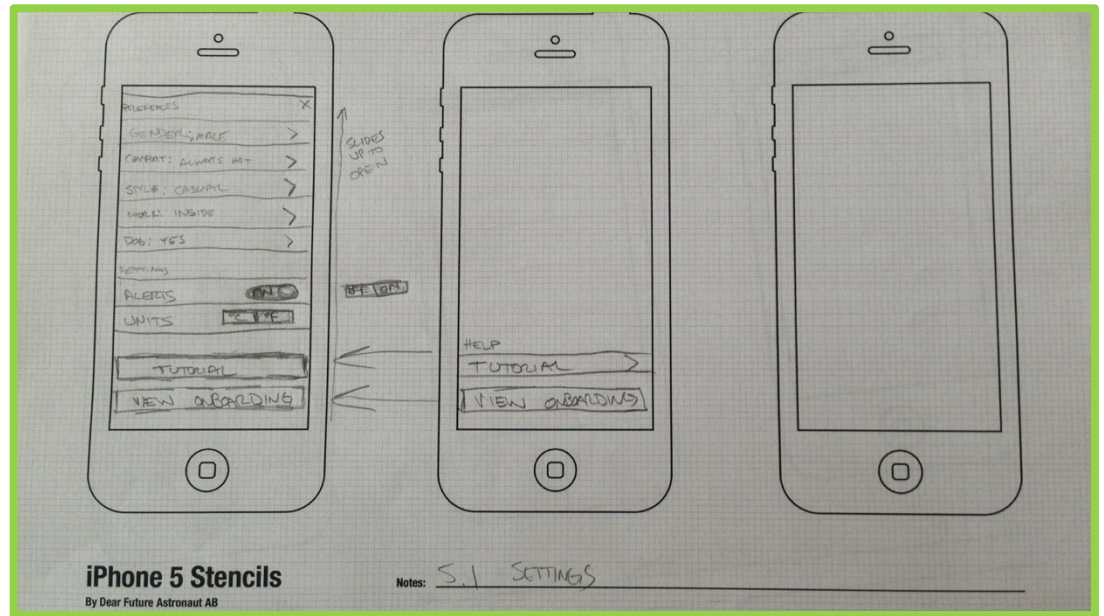 PREFERENCES X
GENDER: MALE >
COMFORT: ALWAYS HOT >
STYLE: CASUAL >
WORK: INSIDE >
DOG: YES >
SETTINGS
ALERTS ON
UNITS °C °F
TUTORIAL
VIEW ONBOARDING
SLIDES
UP TO
OPEN
OFF ON
HELP
TUTORIAL >
VIEW ONBOARDING
iPhone 5 Stencils
By Dear Future Astronaut AB
Notes: 5.1 SETTINGS